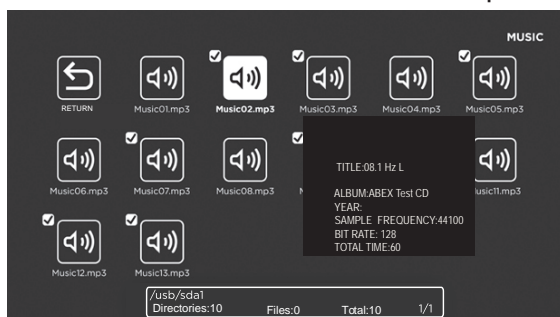 MUSIC
RETURN Music01.mp3 Music02.mp3 Music03.mp3 Music04.mp3 Music05.mp3
TITLE:08.1 Hz L
Music06.mp3 Music07.mp3 Music08.mp3
ALBUM:ABEX Test CD
YEAR:
SAMPLE FREQUENCY:44100
BIT RATE: 128
TOTAL TIME:60
Music12.mp3 Music13.mp3
/usb/sda1
Directories:10 Files:0 Total:10 1/1